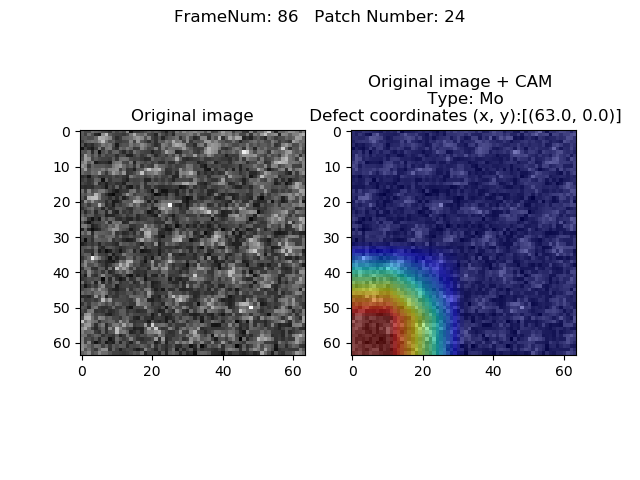 FrameNum: 86   Patch Number: 24
Original image
0
10
20
30
40
50
60
0 20 40 60
Original image + CAM
Type: Mo
Defect coordinates (x, y):[(63.0, 0.0)]
0
10
20
30
40
50
60
0 20 40 60